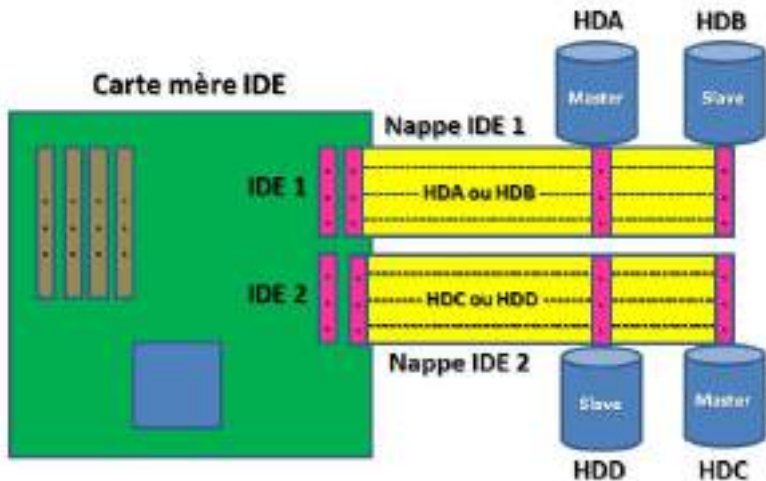 HDA
HDB
Carte mère IDE
Master
Slave
Nappe IDE 1
IDE 1
HDA ou HDB
IDE 2
HDC ou HDD
Nappe IDE 2
Slave
Master
HDD
HDC